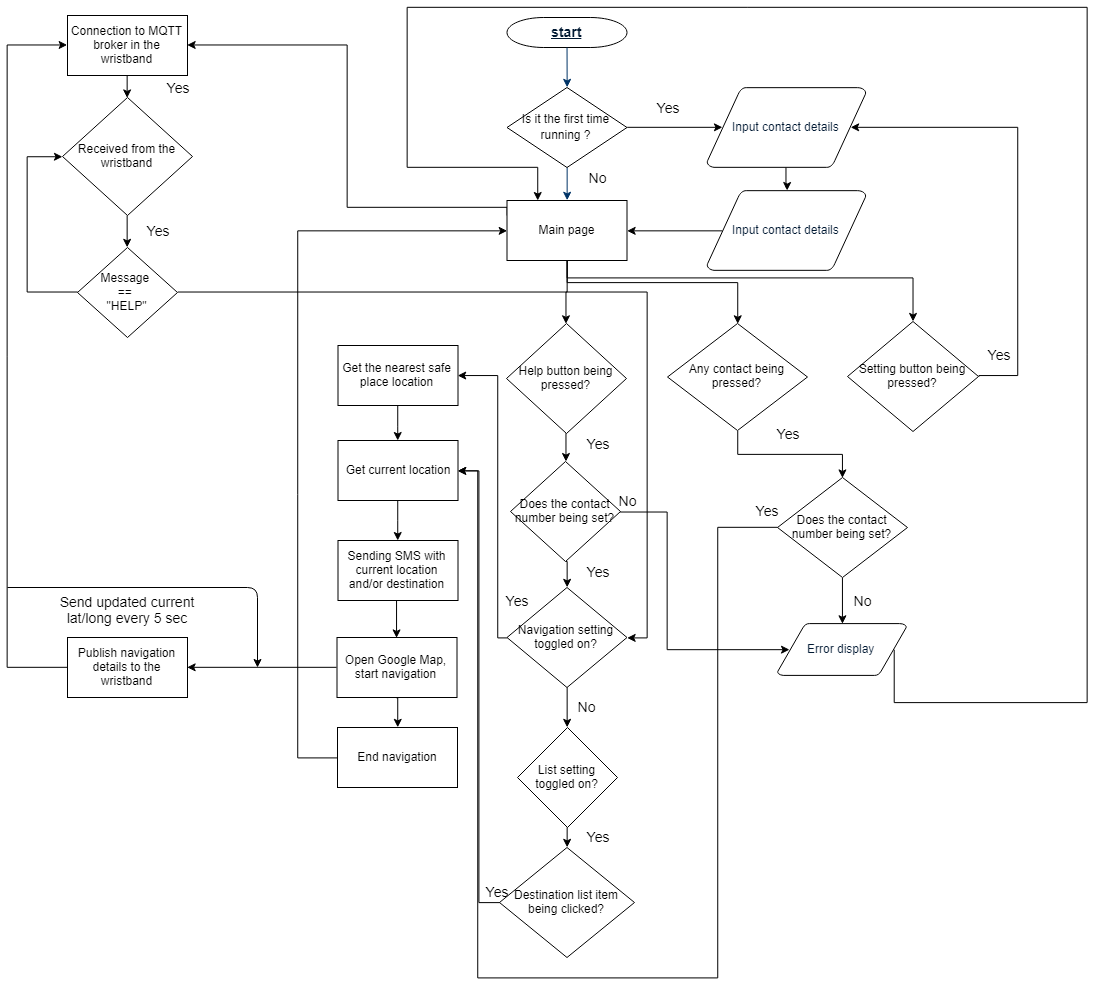 start
Connection to MQTT
broker in the
wristband
Yes
Is it the first time
running ?
Yes
No
Input contact details
Received from the
wristband
Yes
Main page
Input contact details
Message
==
"HELP"
Get the nearest safe
place location
Help button being
pressed?
Yes
Any contact being
pressed?
Yes
Setting button being
pressed?
Yes
Get current location
Does the contact
number being set?
No
Yes
Yes
Does the contact
number being set?
No
Sending SMS with
current location
and/or destination
Send updated current
lat/long every 5 sec
Yes
Navigation setting
toggled on?
No
Error display
Publish navigation
details to the
wristband
Open Google Map,
start navigation
End navigation
List setting
toggled on?
Yes
Yes
Destination list item
being clicked?